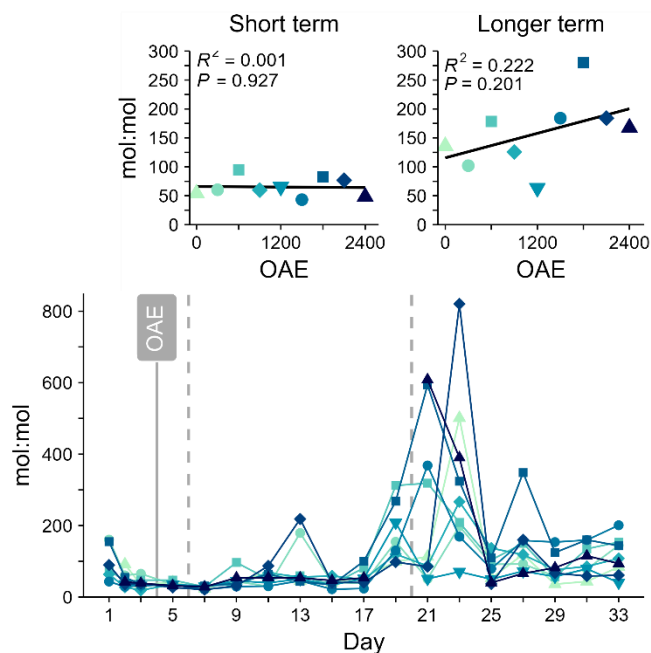 Short term
Longer term
300
250
200
150
100
50
0
mol:mol
R² = 0.001
P = 0.927
0
1200
2400
OAE
300
250
200
150
100
50
0
R² = 0.222
P = 0.201
0
1200
2400
OAE
800
600
400
200
0
mol:mol
OAE
1
5
9
13
17
21
25
29
33
Day